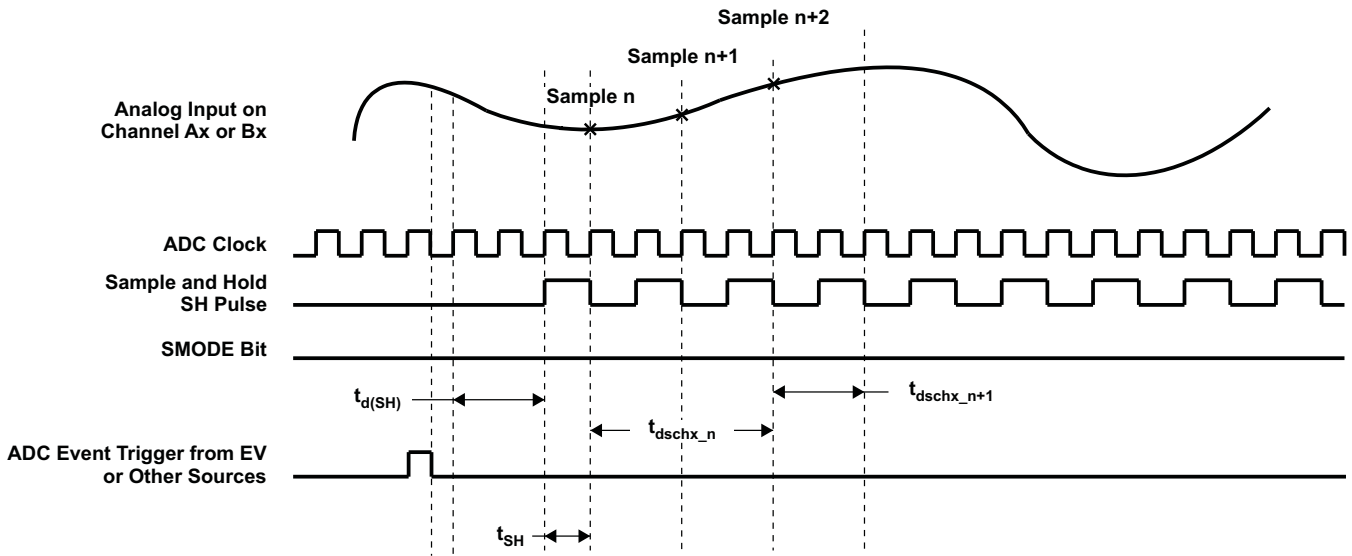 Sample n+2
Sample n+1
Sample n
Analog Input on
Channel Ax or Bx
ADC Clock
Sample and Hold
SH Pulse
SMODE Bit
td(SH)
tdschx_n
tdschx_n+1
ADC Event Trigger from EV
or Other Sources
tSH